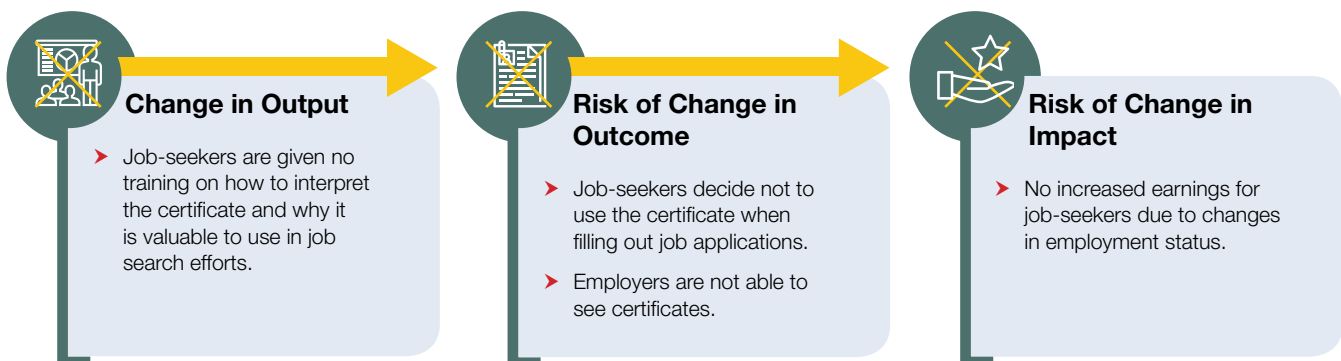 Change in Output
Job-seekers are given no
training on how to interpret
the certificate and why it
is valuable to use in job
search efforts.
Risk of Change in
Outcome
Job-seekers decide not to
use the certificate when
filling out job applications.
Employers are not able to
see certificates.
Risk of Change in
Impact
No increased earnings for
job-seekers due to changes
in employment status.